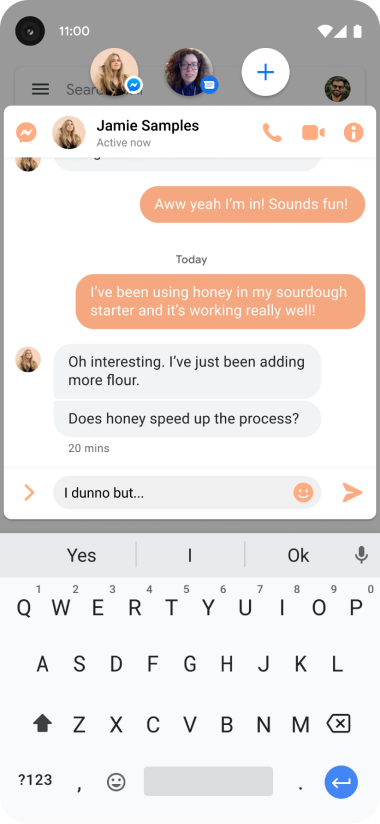 11:00
Sear
Jamie Samples
Active now
Aww yeah I'm in! Sounds fun!
Today
I've been using honey in my sourdough
starter and it's working really well!
Oh interesting. I've just been adding
more flour.
Does honey speed up the process?
20 mins
I dunno but...
Yes I Ok
1 2 3 4 5 6 7 8 9 0
Q W E R T Y U I O P
A S D F G H J K L
Z X C V B N M
?123 , .